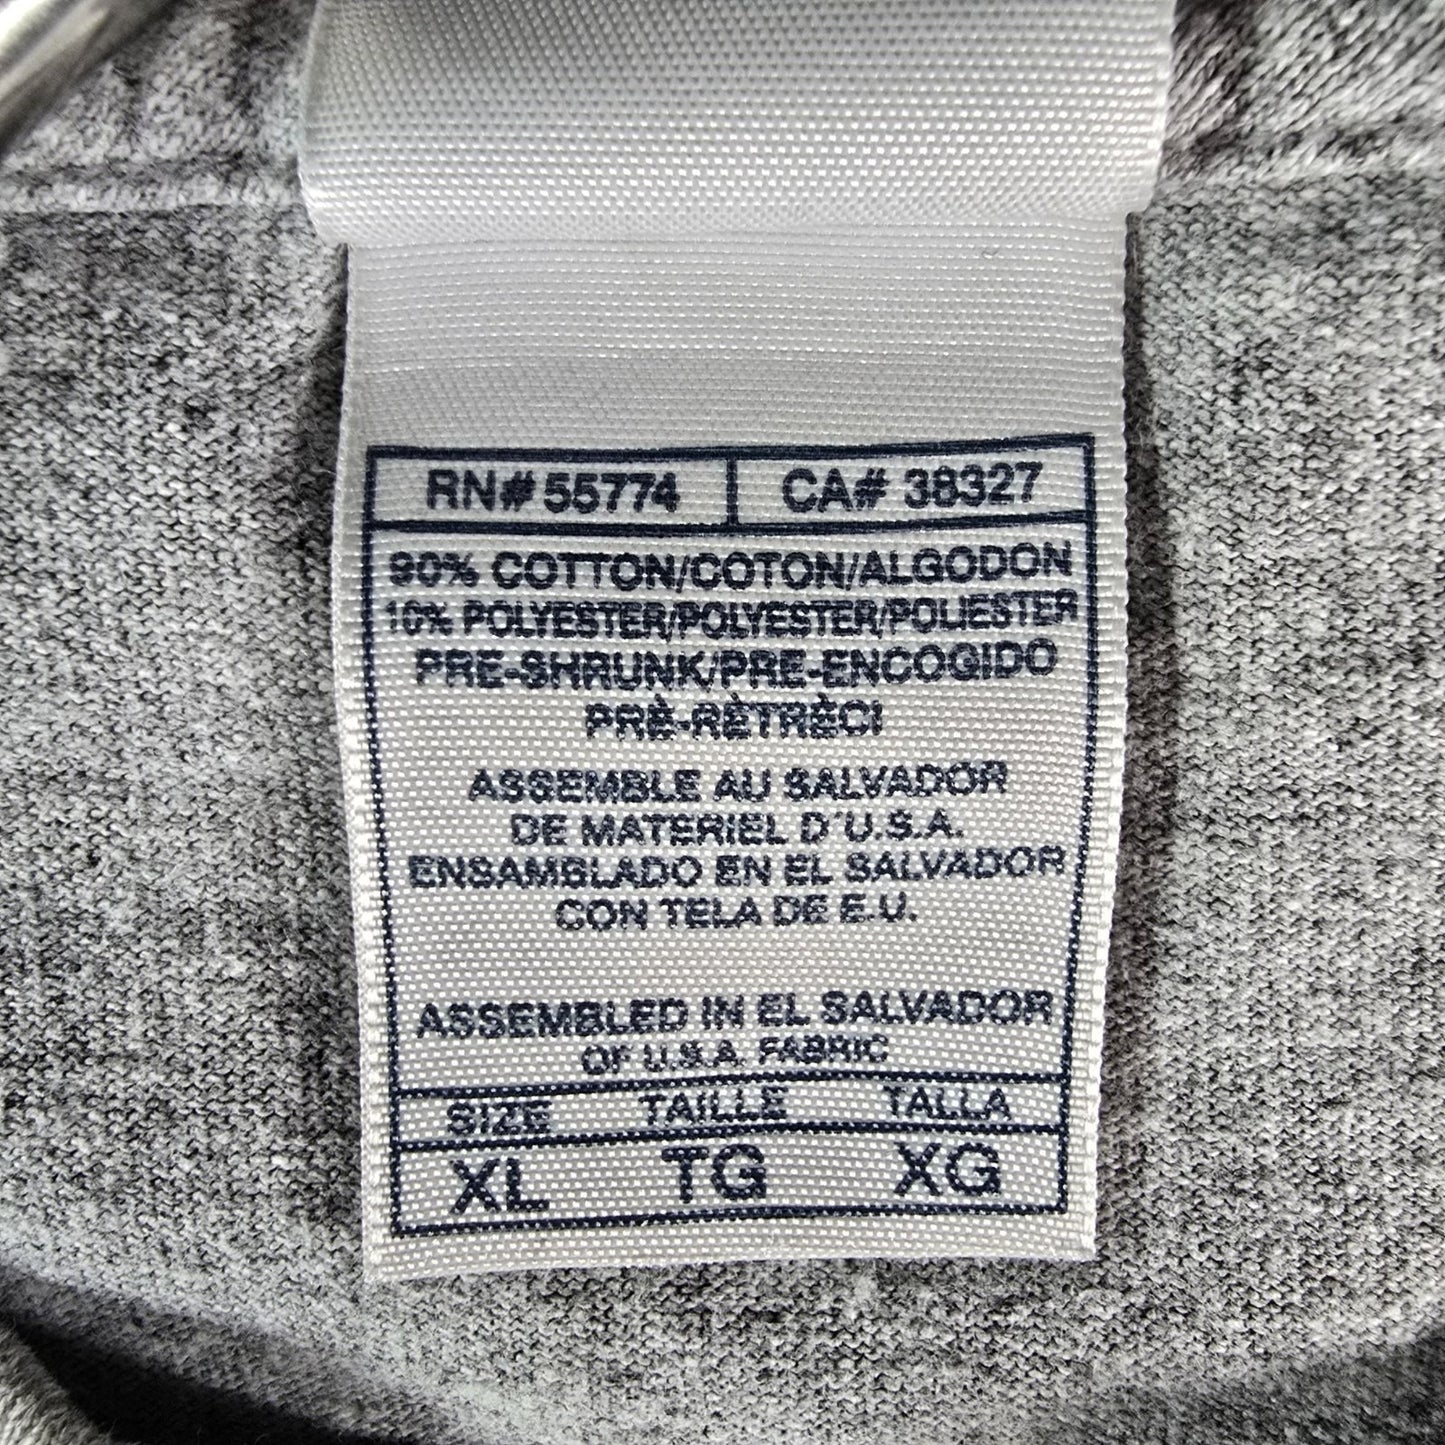 RN# 55774 CA# 38327
90% COTTON/COTON/ALGODON
10% POLYESTER/POLYESTER/POLIESTER
PRE-SHRUNK/PRE-ENCOGIDO
PRÈ-RÈTRÈCI
ASSEMBLE AU SALVADOR
DE MATERIEL D'U.S.A.
ENSAMBLADO EN EL SALVADOR
CON TELA DE E.U.
ASSEMBLED IN EL SALVADOR
OF U.S.A. FABRIC
SIZE TAILLE TALLA
XL TG XG